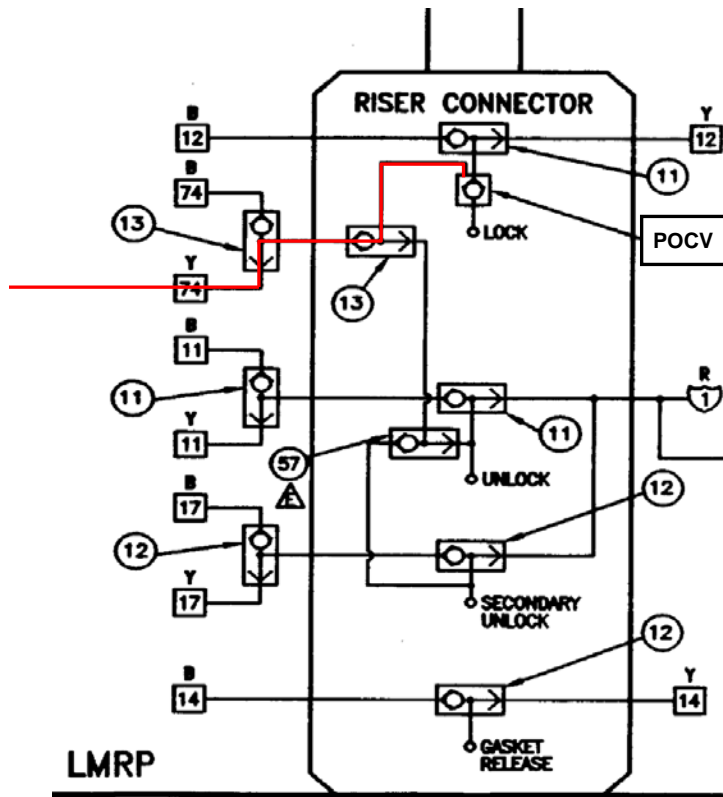 RISER CONNECTOR
B
12
Y
12
11
B
74
13
LOCK
POCV
Y
74
13
B
11
R
1
11
Y
11
11
57
E
UNLOCK
B
17
12
12
Y
17
SECONDARY
UNLOCK
12
B
14
Y
14
GASKET
RELEASE
LMRP